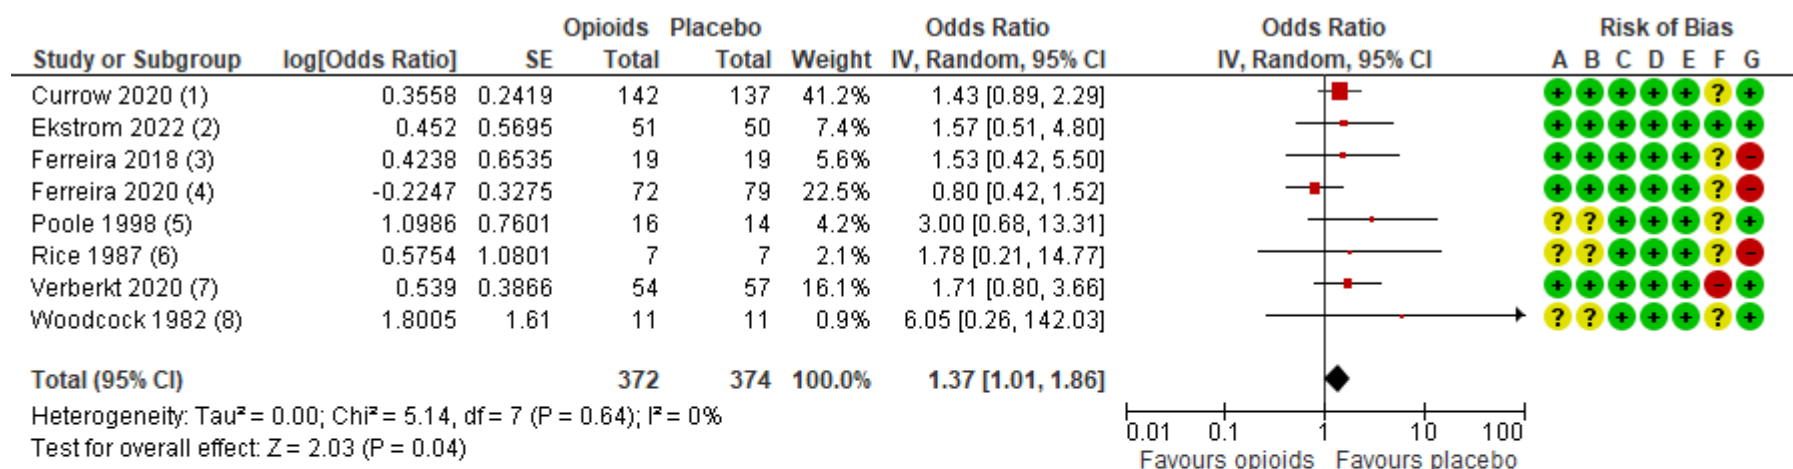 Opioids Placebo Odds Ratio Odds Ratio Risk of Bias
Study or Subgroup log[Odds Ratio] SE Total Total Weight IV, Random, 95% CI IV, Random, 95% CI A B C D E F G
Currow 2020 (1) 0.3558 0.2419 142 137 41.2% 1.43 [0.89, 2.29] + + + + + ? +
Ekstrom 2022 (2) 0.452 0.5695 51 50 7.4% 1.57 [0.51, 4.80] + + + + + + +
Ferreira 2018 (3) 0.4238 0.6535 19 19 5.6% 1.53 [0.42, 5.50] + + + + + ? -
Ferreira 2020 (4) -0.2247 0.3275 72 79 22.5% 0.80 [0.42, 1.52] + + + + + ? -
Poole 1998 (5) 1.0986 0.7601 16 14 4.2% 3.00 [0.68, 13.31] ? ? + + + ? +
Rice 1987 (6) 0.5754 1.0801 7 7 2.1% 1.78 [0.21, 14.77] ? ? + + + ? -
Verberkt 2020 (7) 0.539 0.3866 54 57 16.1% 1.71 [0.80, 3.66] + + + + + - +
Woodcock 1982 (8) 1.8005 1.61 11 11 0.9% 6.05 [0.26, 142.03] ? ? + + + ? +
Total (95% CI) 372 374 100.0% 1.37 [1.01, 1.86]
Heterogeneity: Tau² = 0.00; Chi² = 5.14, df = 7 (P = 0.64); I² = 0%
Test for overall effect: Z = 2.03 (P = 0.04)
0.01 0.1 1 10 100
Favours opioids Favours placebo